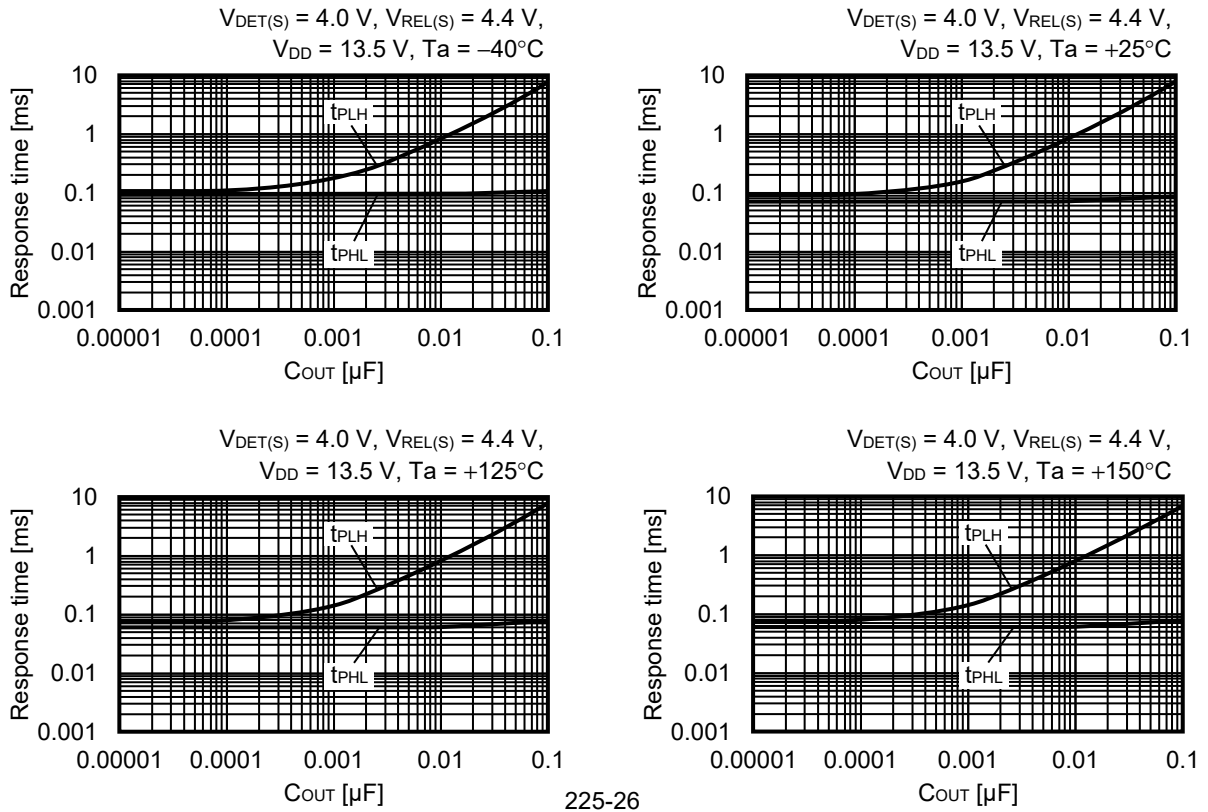 VDET(S) = 4.0 V, VREL(S) = 4.4 V,
VDD = 13.5 V, Ta = −40°C
Response time [ms]
10
1
0.1
0.01
0.001
tPLH
tPHL
0.00001 0.0001 0.001 0.01 0.1
COUT [µF]
VDET(S) = 4.0 V, VREL(S) = 4.4 V,
VDD = 13.5 V, Ta = +25°C
Response time [ms]
10
1
0.1
0.01
0.001
tPLH
tPHL
0.00001 0.0001 0.001 0.01 0.1
COUT [µF]
VDET(S) = 4.0 V, VREL(S) = 4.4 V,
VDD = 13.5 V, Ta = +125°C
Response time [ms]
10
1
0.1
0.01
0.001
tPLH
tPHL
0.00001 0.0001 0.001 0.01 0.1
COUT [µF]
VDET(S) = 4.0 V, VREL(S) = 4.4 V,
VDD = 13.5 V, Ta = +150°C
Response time [ms]
10
1
0.1
0.01
0.001
tPLH
tPHL
0.00001 0.0001 0.001 0.01 0.1
COUT [µF]
225-26